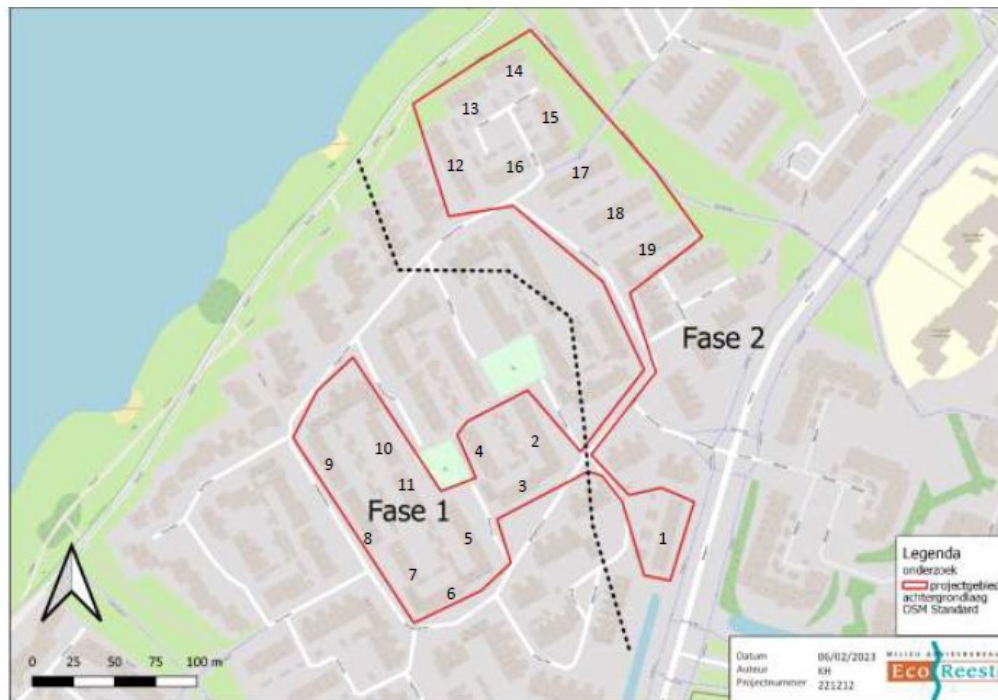 14
13
15
12
16
17
18
19
Fase 2
10
4
2
9
11
3
Fase 1
8
5
1
7
6
Legenda
onderzoek
projectgebied
achtergrondlaag
OSM Standard
0 25 50 75 100 m
Datum 06/02/2023
Auteur KH
Projectnummer 221212
MILIEU ADVIESBUREAU
Eco Reest